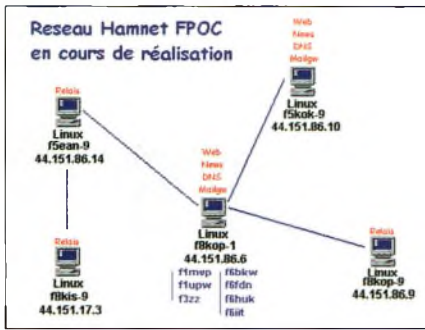 Reseau Hamnet FPOC
en cours de réalisation
Web
News
DNS
Mailgw
Linux
f5kok-9
44.151.86.10
Relais
Linux
f5ean-9
44.151.86.14
Web
News
DNS
Mailgw
Linux
f8kop-1
44.151.86.6
f1mvp
f1upw
f3zz
f6bkw
f6fdn
f6huk
f6iit
Relais
Linux
f8kis-9
44.151.17.3
Relais
Linux
f8kop-9
44.151.86.9